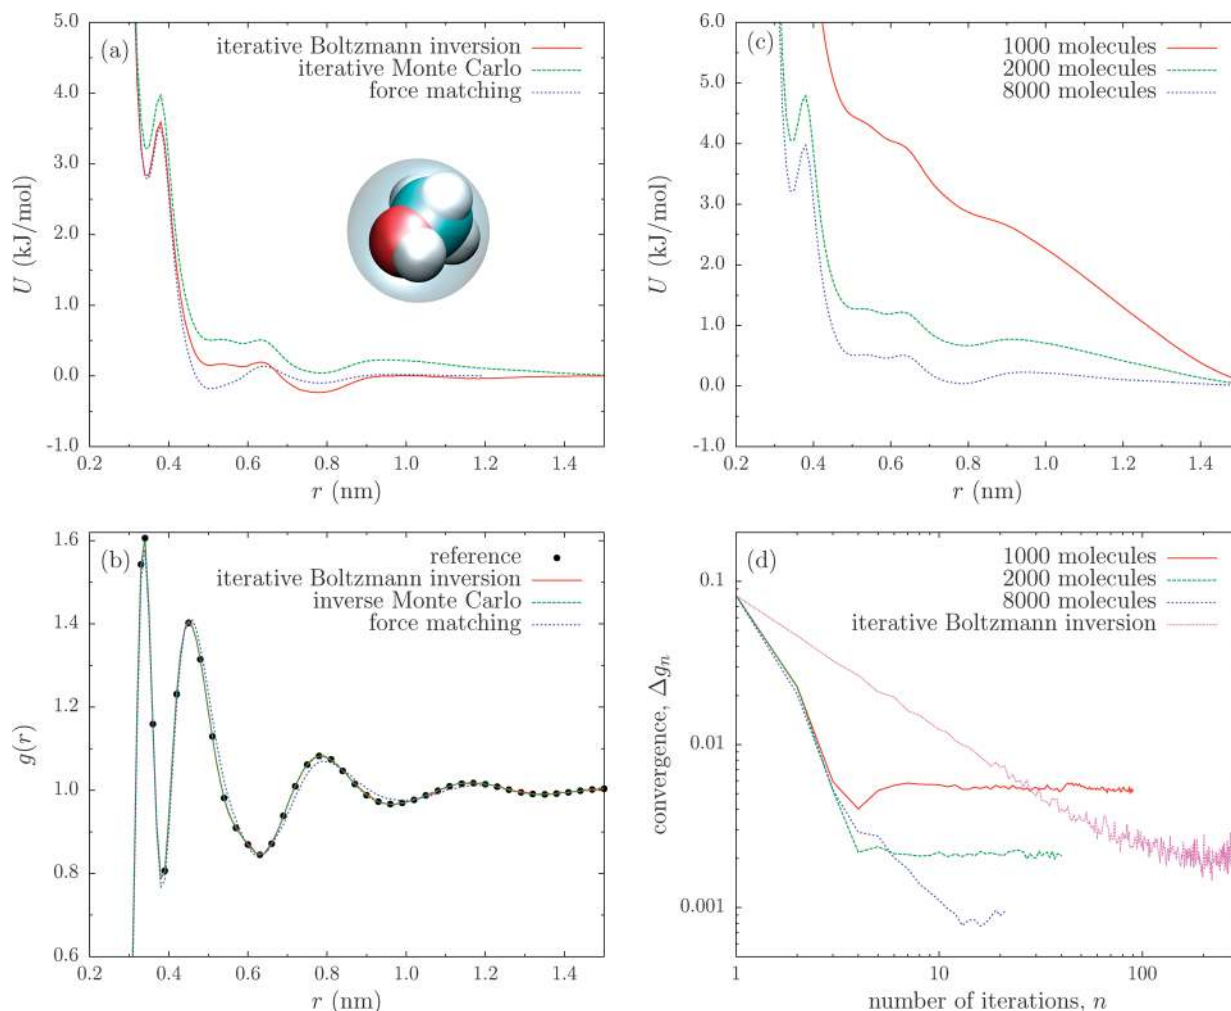 (a)
iterative Boltzmann inversion
iterative Monte Carlo
force matching
5.0
4.0
3.0
2.0
1.0
0.0
-1.0
U (kJ/mol)
0.2 0.4 0.6 0.8 1.0 1.2 1.4
r (nm)
(c)
1000 molecules
2000 molecules
8000 molecules
6.0
5.0
4.0
3.0
2.0
1.0
0.0
-1.0
U (kJ/mol)
0.2 0.4 0.6 0.8 1.0 1.2 1.4
r (nm)
(b)
reference
iterative Boltzmann inversion
inverse Monte Carlo
force matching
1.6
1.4
1.2
1.0
0.8
0.6
g(r)
0.2 0.4 0.6 0.8 1.0 1.2 1.4
r (nm)
(d)
1000 molecules
2000 molecules
8000 molecules
iterative Boltzmann inversion
0.1
0.01
0.001
convergence, Δgn
1 10 100
number of iterations, n